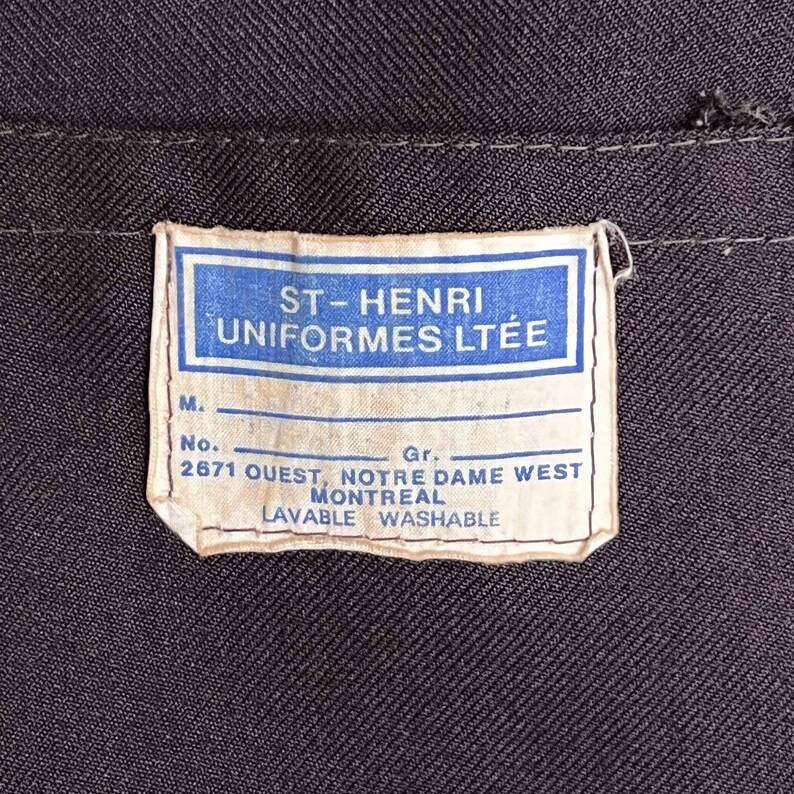 ST-HENRI
UNIFORMES LTÉE
M.
No. Gr.
2671 OUEST, NOTRE DAME WEST
MONTREAL
LAVABLE WASHABLE